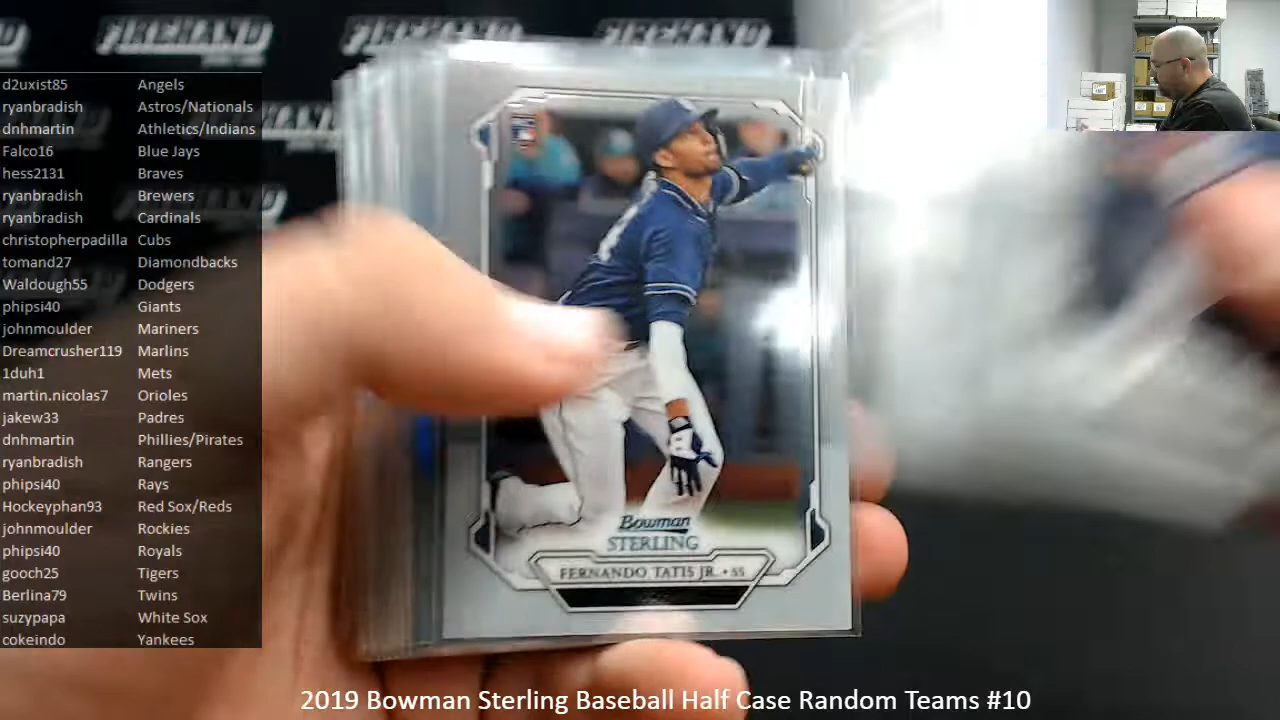 FIREHAND FIREHAND FIREHAND
d2uxist85 Angels
ryanbradish Astros/Nationals
dnhmartin Athletics/Indians
Falco16 Blue Jays
hess2131 Braves
ryanbradish Brewers
ryanbradish Cardinals
christopherpadilla Cubs
tomand27 Diamondbacks
Waldough55 Dodgers
phipsi40 Giants
johnmoulder Mariners
Dreamcrusher119 Marlins
1duh1 Mets
martin.nicolas7 Orioles
jakew33 Padres
dnhmartin Phillies/Pirates
ryanbradish Rangers
phipsi40 Rays
Hockeyphan93 Red Sox/Reds
johnmoulder Rockies
phipsi40 Royals
gooch25 Tigers
Berlina79 Twins
suzypapa White Sox
cokeindo Yankees
Bowman
STERLING
FERNANDO TATIS JR. • SS
2019 Bowman Sterling Baseball Half Case Random Teams #10